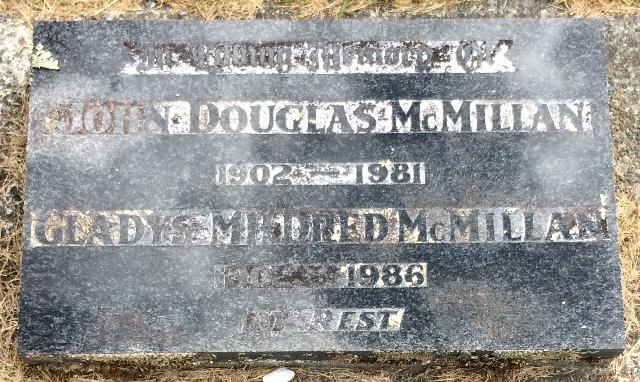 In Loving Memory Of
JOHN DOUGLAS McMILLAN
1902 — 1981
GLADYS MILDRED McMILLAN
— 1986
AT REST